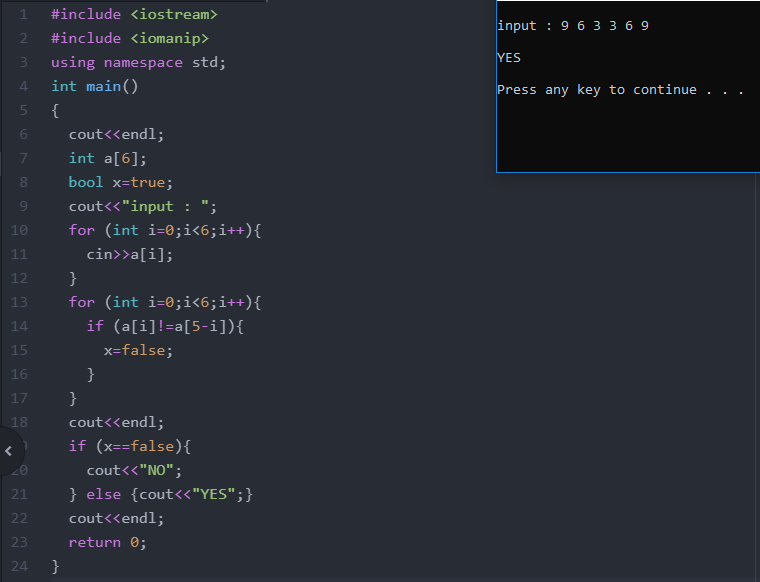 1 #include <iostream>
2 #include <iomanip>
3 using namespace std;
4 int main()
5 {
6 cout<<endl;
7 int a[6];
8 bool x=true;
9 cout<<"input : ";
10 for (int i=0;i<6;i++){
11 cin>>a[i];
12 }
13 for (int i=0;i<6;i++){
14 if (a[i]!=a[5-i]){
15 x=false;
16 }
17 }
18 cout<<endl;
9 if (x==false){
20 cout<<"NO";
21 } else {cout<<"YES";}
22 cout<<endl;
23 return 0;
24 }
input : 9 6 3 3 6 9
YES
Press any key to continue . . .